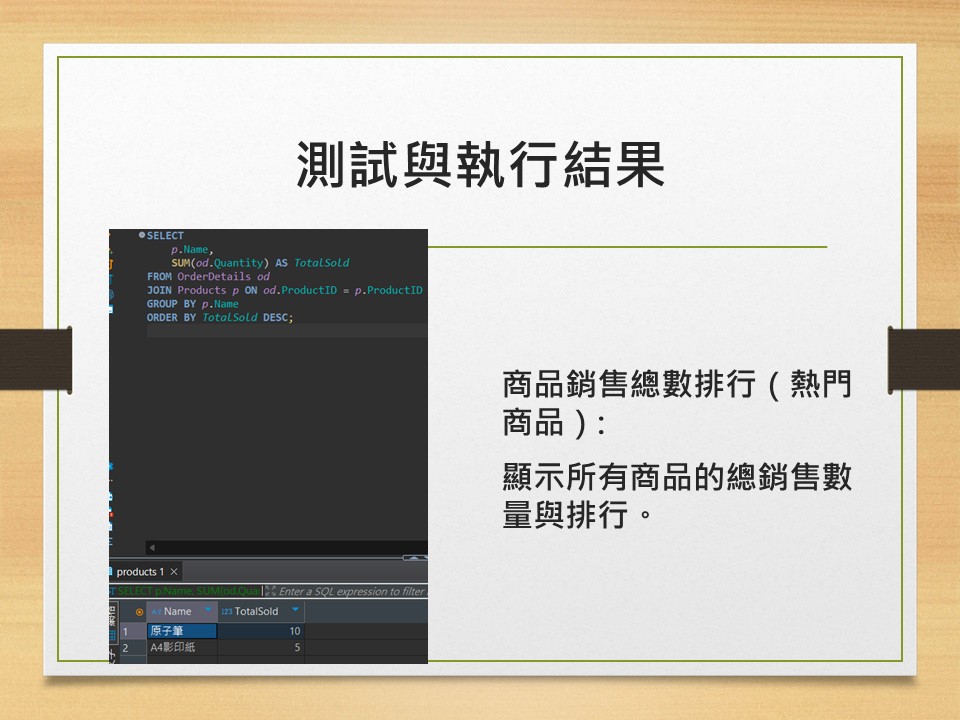 測試與執行結果
SELECT
p.Name,
SUM(od.Quantity) AS TotalSold
FROM OrderDetails od
JOIN Products p ON od.ProductID = p.ProductID
GROUP BY p.Name
ORDER BY TotalSold DESC;
商品銷售總數排行（熱門
商品）:
顯示所有商品的總銷售數
量與排行。
products 1
SELECT p.Name, SUM(od.Qua
Enter a SQL expression to filter
Name
123 TotalSold
1 原子筆 10
2 A4影印紙 5